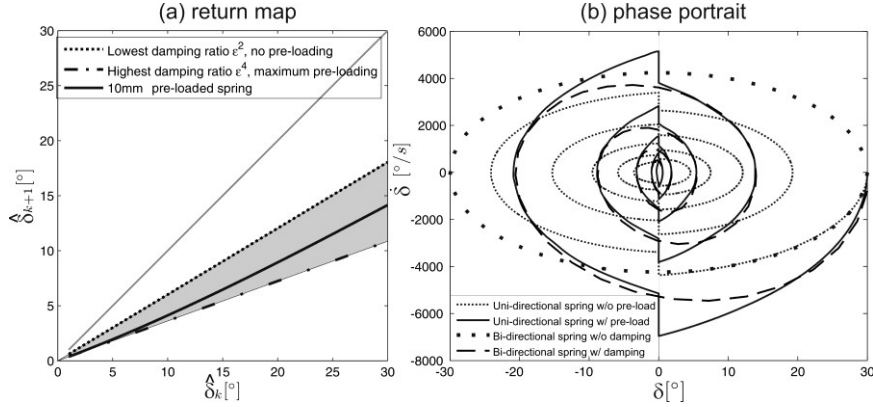 (a) return map
30
25
20
15
10
5
0
0
5
10
15
20
25
30
δ̂k+1[°]
δ̂k[°]
Lowest damping ratio ε², no pre-loading
Highest damping ratio ε⁴, maximum pre-loading
10mm pre-loaded spring
(b) phase portrait
6000
4000
2000
0
-2000
-4000
-6000
-8000
-30
-20
-10
0
10
20
30
δ̇ [°/s]
δ[°]
Uni-directional spring w/o pre-load
Uni-directional spring w/ pre-load
Bi-directional spring w/o damping
Bi-directional spring w/ damping